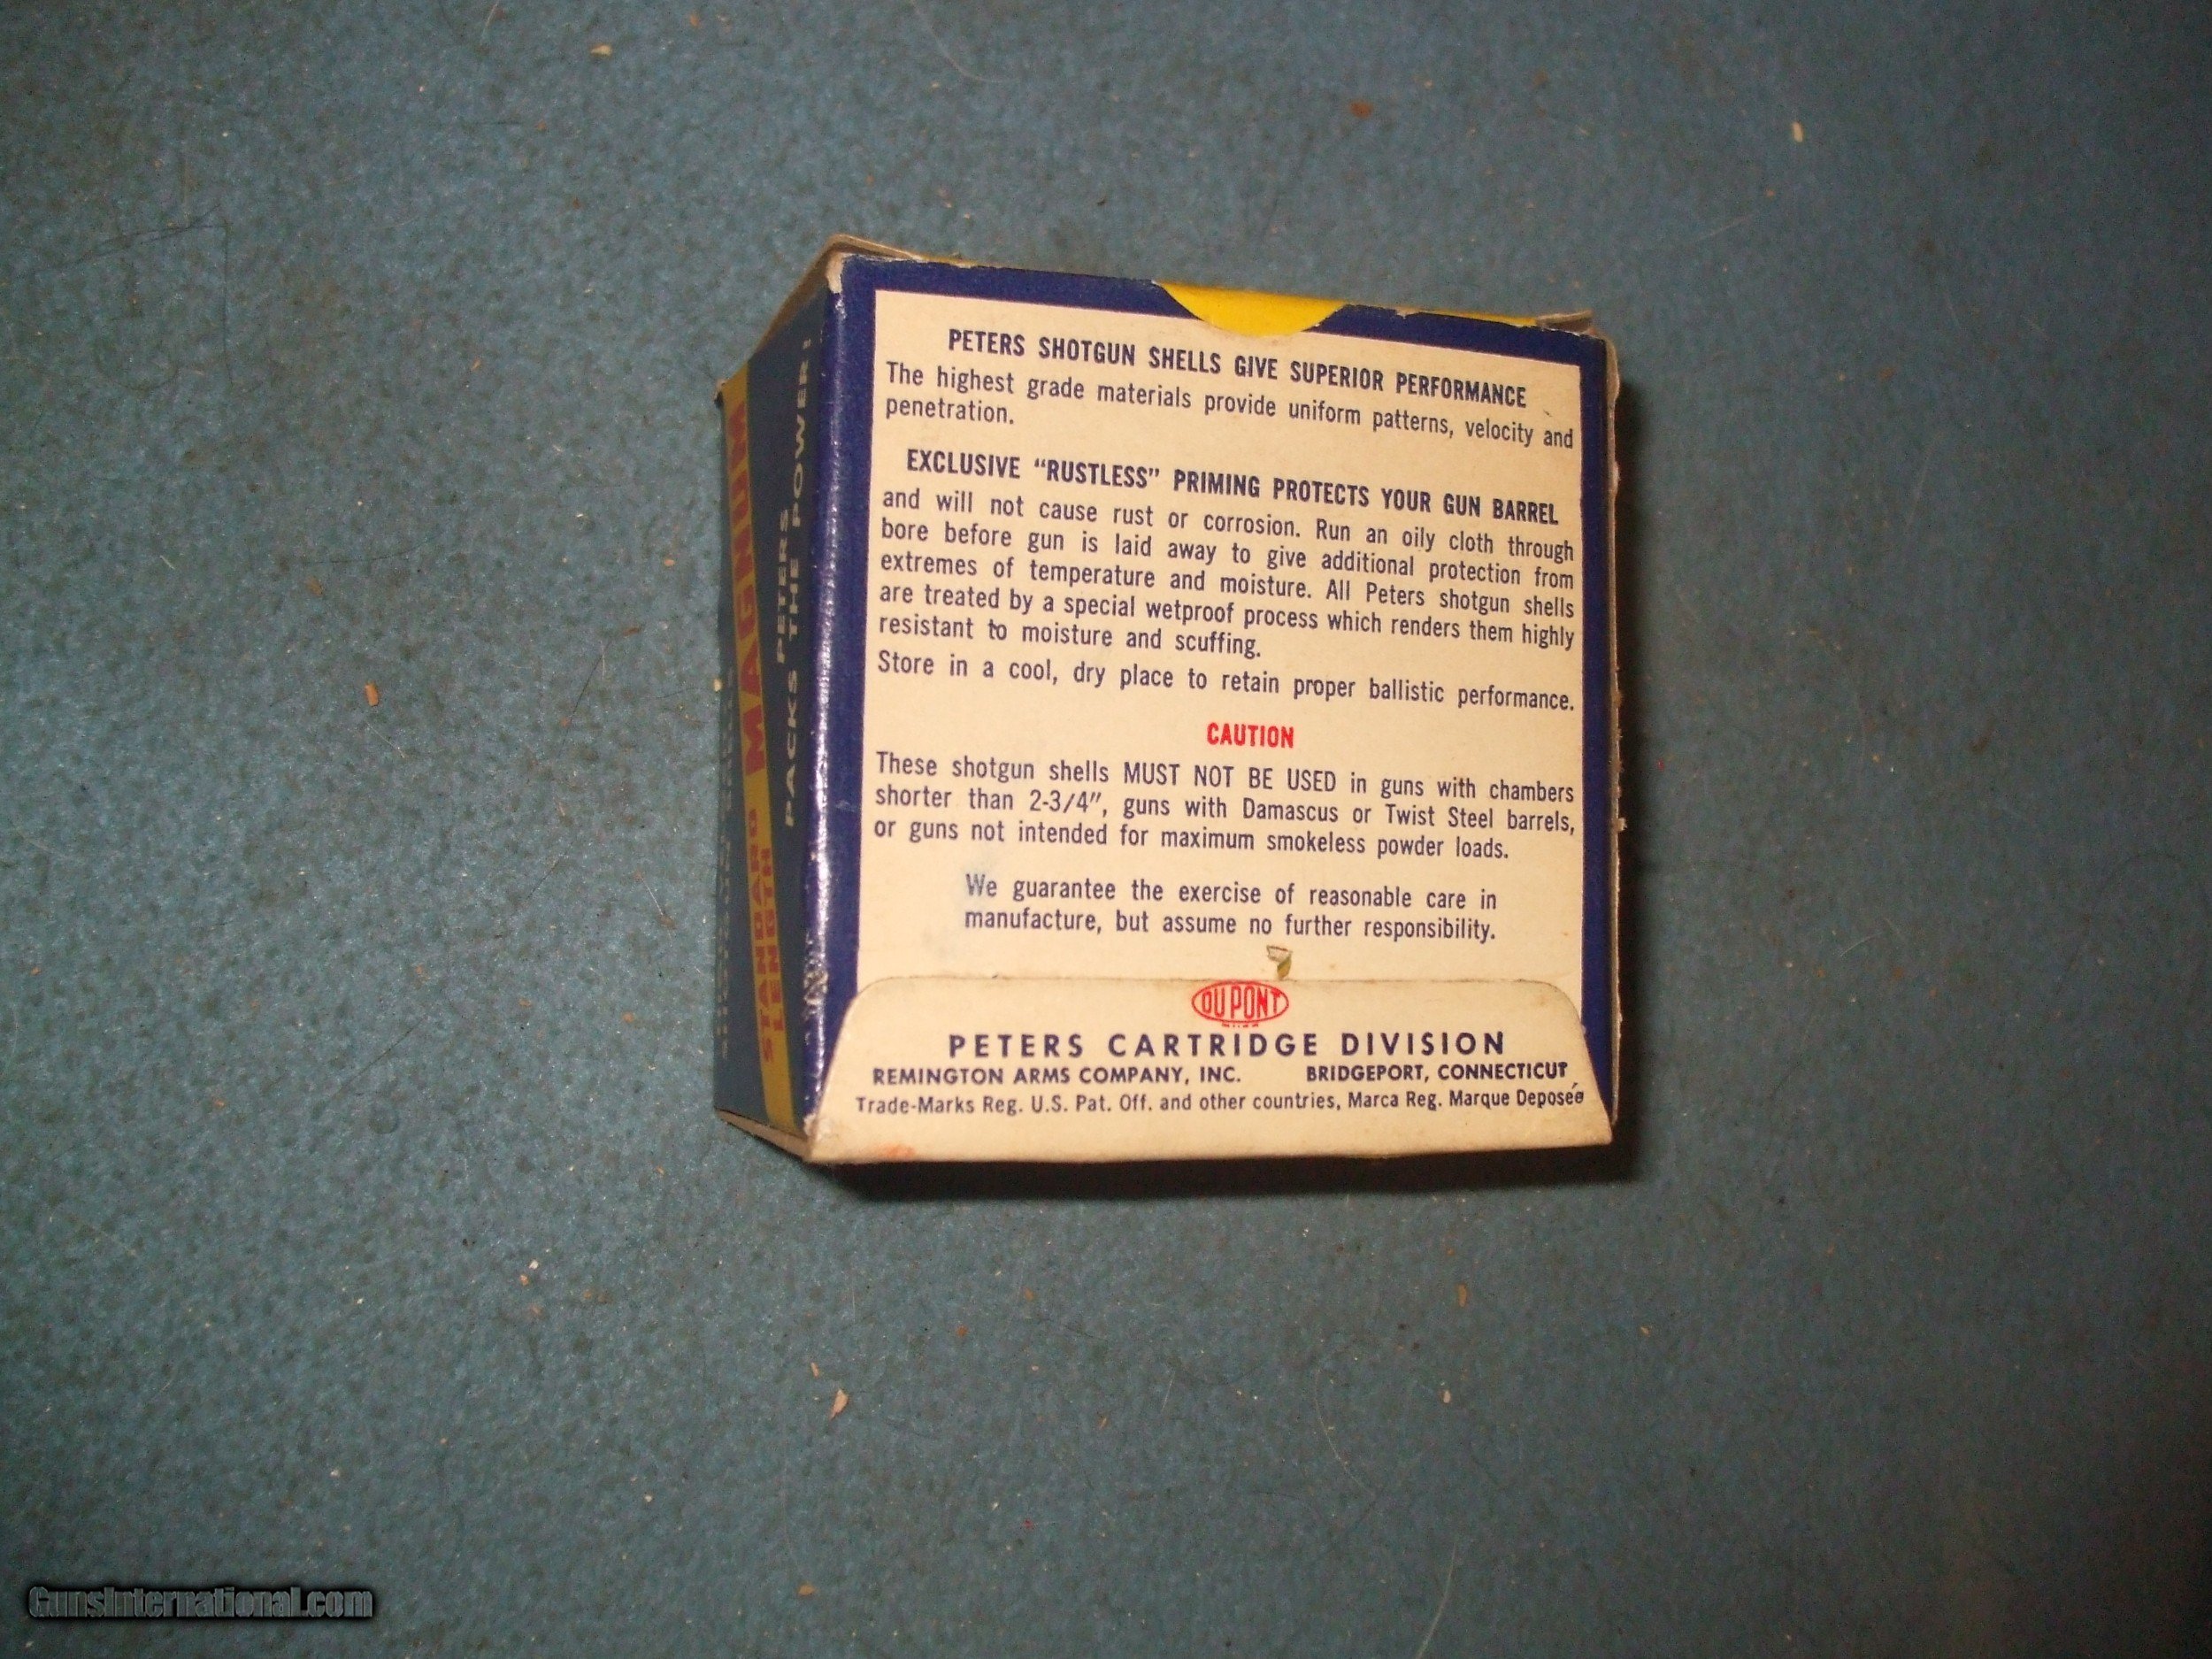 PETERS SHOTGUN SHELLS GIVE SUPERIOR PERFORMANCE
The highest grade materials provide uniform patterns, velocity and
penetration.
EXCLUSIVE “RUSTLESS” PRIMING PROTECTS YOUR GUN BARREL
and will not cause rust or corrosion. Run an oily cloth through
bore before gun is laid away to give additional protection from
extremes of temperature and moisture. All Peters shotgun shells
are treated by a special wetproof process which renders them highly
resistant to moisture and scuffing.
Store in a cool, dry place to retain proper ballistic performance.
CAUTION
These shotgun shells MUST NOT BE USED in guns with chambers
shorter than 2-3/4", guns with Damascus or Twist Steel barrels,
or guns not intended for maximum smokeless powder loads.
We guarantee the exercise of reasonable care in
manufacture, but assume no further responsibility.
DU PONT
PETERS CARTRIDGE DIVISION
REMINGTON ARMS COMPANY, INC. BRIDGEPORT, CONNECTICUT
Trade-Marks Reg. U.S. Pat. Off. and other countries, Marca Reg. Marque Deposée
PETERS
PACKS THE POWER!
STANDARD
LENGTH
MAGNUM
GunsInternational.com